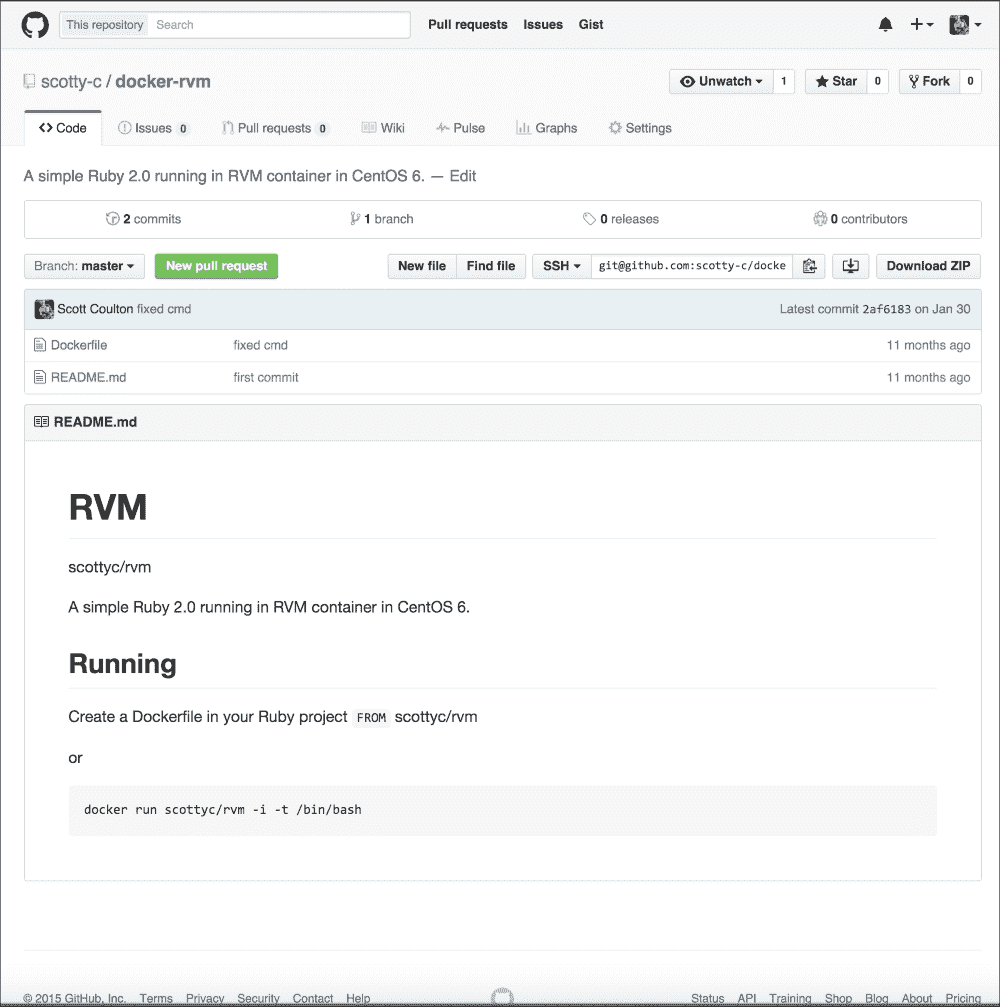 This repository Search Pull requests Issues Gist
scotty-c / docker-rvm Unwatch 1 Star 0 Fork 0
Code Issues 0 Pull requests 0 Wiki Pulse Graphs Settings
A simple Ruby 2.0 running in RVM container in CentOS 6. — Edit
2 commits 1 branch 0 releases 0 contributors
Branch: master New pull request New file Find file SSH git@github.com:scotty-c/docke Download ZIP
Scott Coulton fixed cmd Latest commit 2af6183 on Jan 30
Dockerfile fixed cmd 11 months ago
README.md first commit 11 months ago
README.md
RVM
scottyc/rvm
A simple Ruby 2.0 running in RVM container in CentOS 6.
Running
Create a Dockerfile in your Ruby project FROM scottyc/rvm
or
docker run scottyc/rvm -i -t /bin/bash
© 2015 GitHub, Inc. Terms Privacy Security Contact Help Status API Training Shop Blog About Pricing